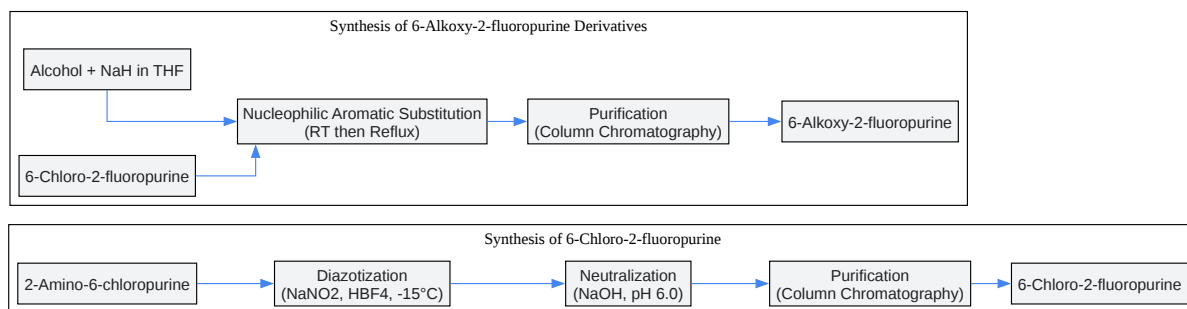 Synthesis of 6-Alkoxy-2-fluoropurine Derivatives
Alcohol + NaH in THF
Nucleophilic Aromatic Substitution
(RT then Reflux)
Purification
(Column Chromatography)
6-Alkoxy-2-fluoropurine
6-Chloro-2-fluoropurine
Synthesis of 6-Chloro-2-fluoropurine
2-Amino-6-chloropurine
Diazotization
(NaNO2, HBF4, -15°C)
Neutralization
(NaOH, pH 6.0)
Purification
(Column Chromatography)
6-Chloro-2-fluoropurine